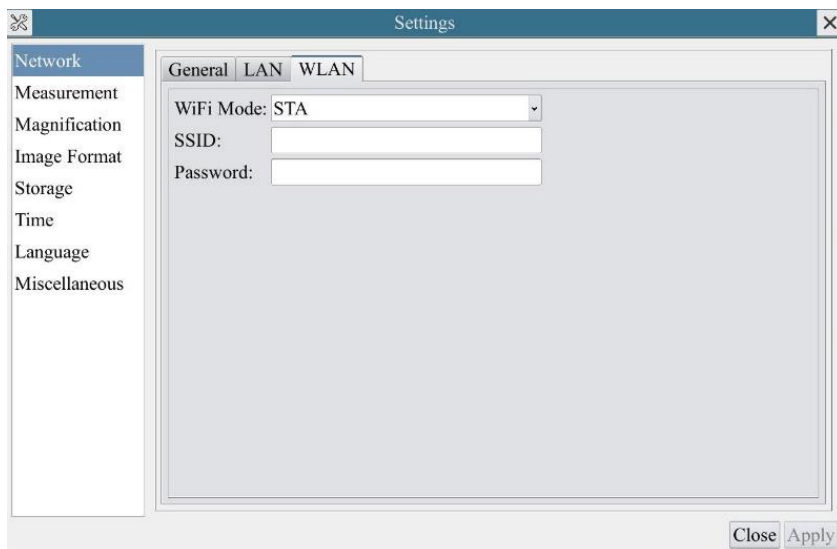 Settings
Network
Measurement
Magnification
Image Format
Storage
Time
Language
Miscellaneous
General LAN WLAN
WiFi Mode: STA
SSID:
Password:
Close Apply